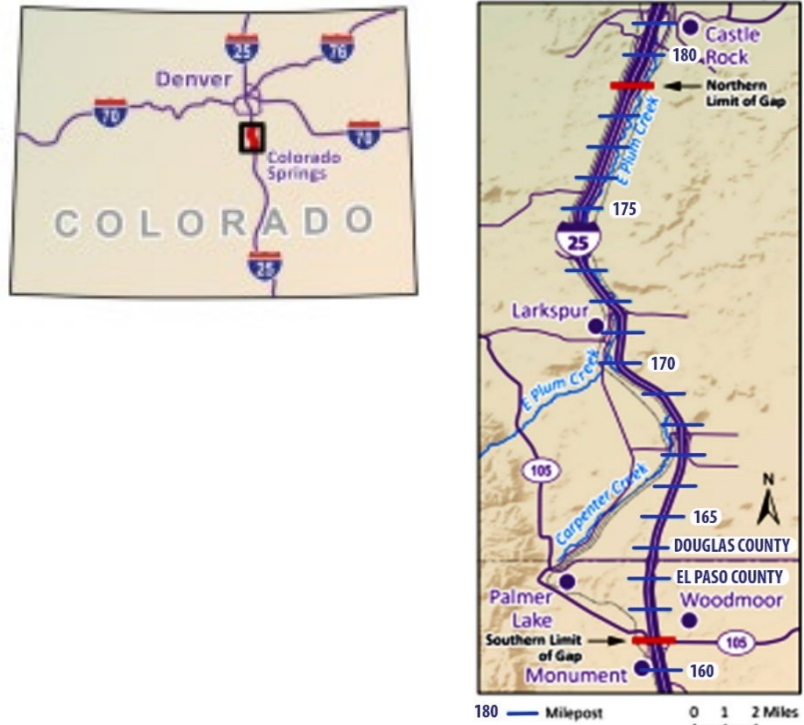 25
76
Denver
70
70
Colorado
Springs
COLORADO
25
Castle
Rock
180
Northern
Limit of Gap
E Plum Creek
175
25
Larkspur
170
E Plum Creek
105
Carpenter Creek
N
165
DOUGLAS COUNTY
EL PASO COUNTY
Palmer
Lake
Woodmoor
Southern Limit
of Gap
105
Monument
160
180 Milepost
0 1 2 Miles